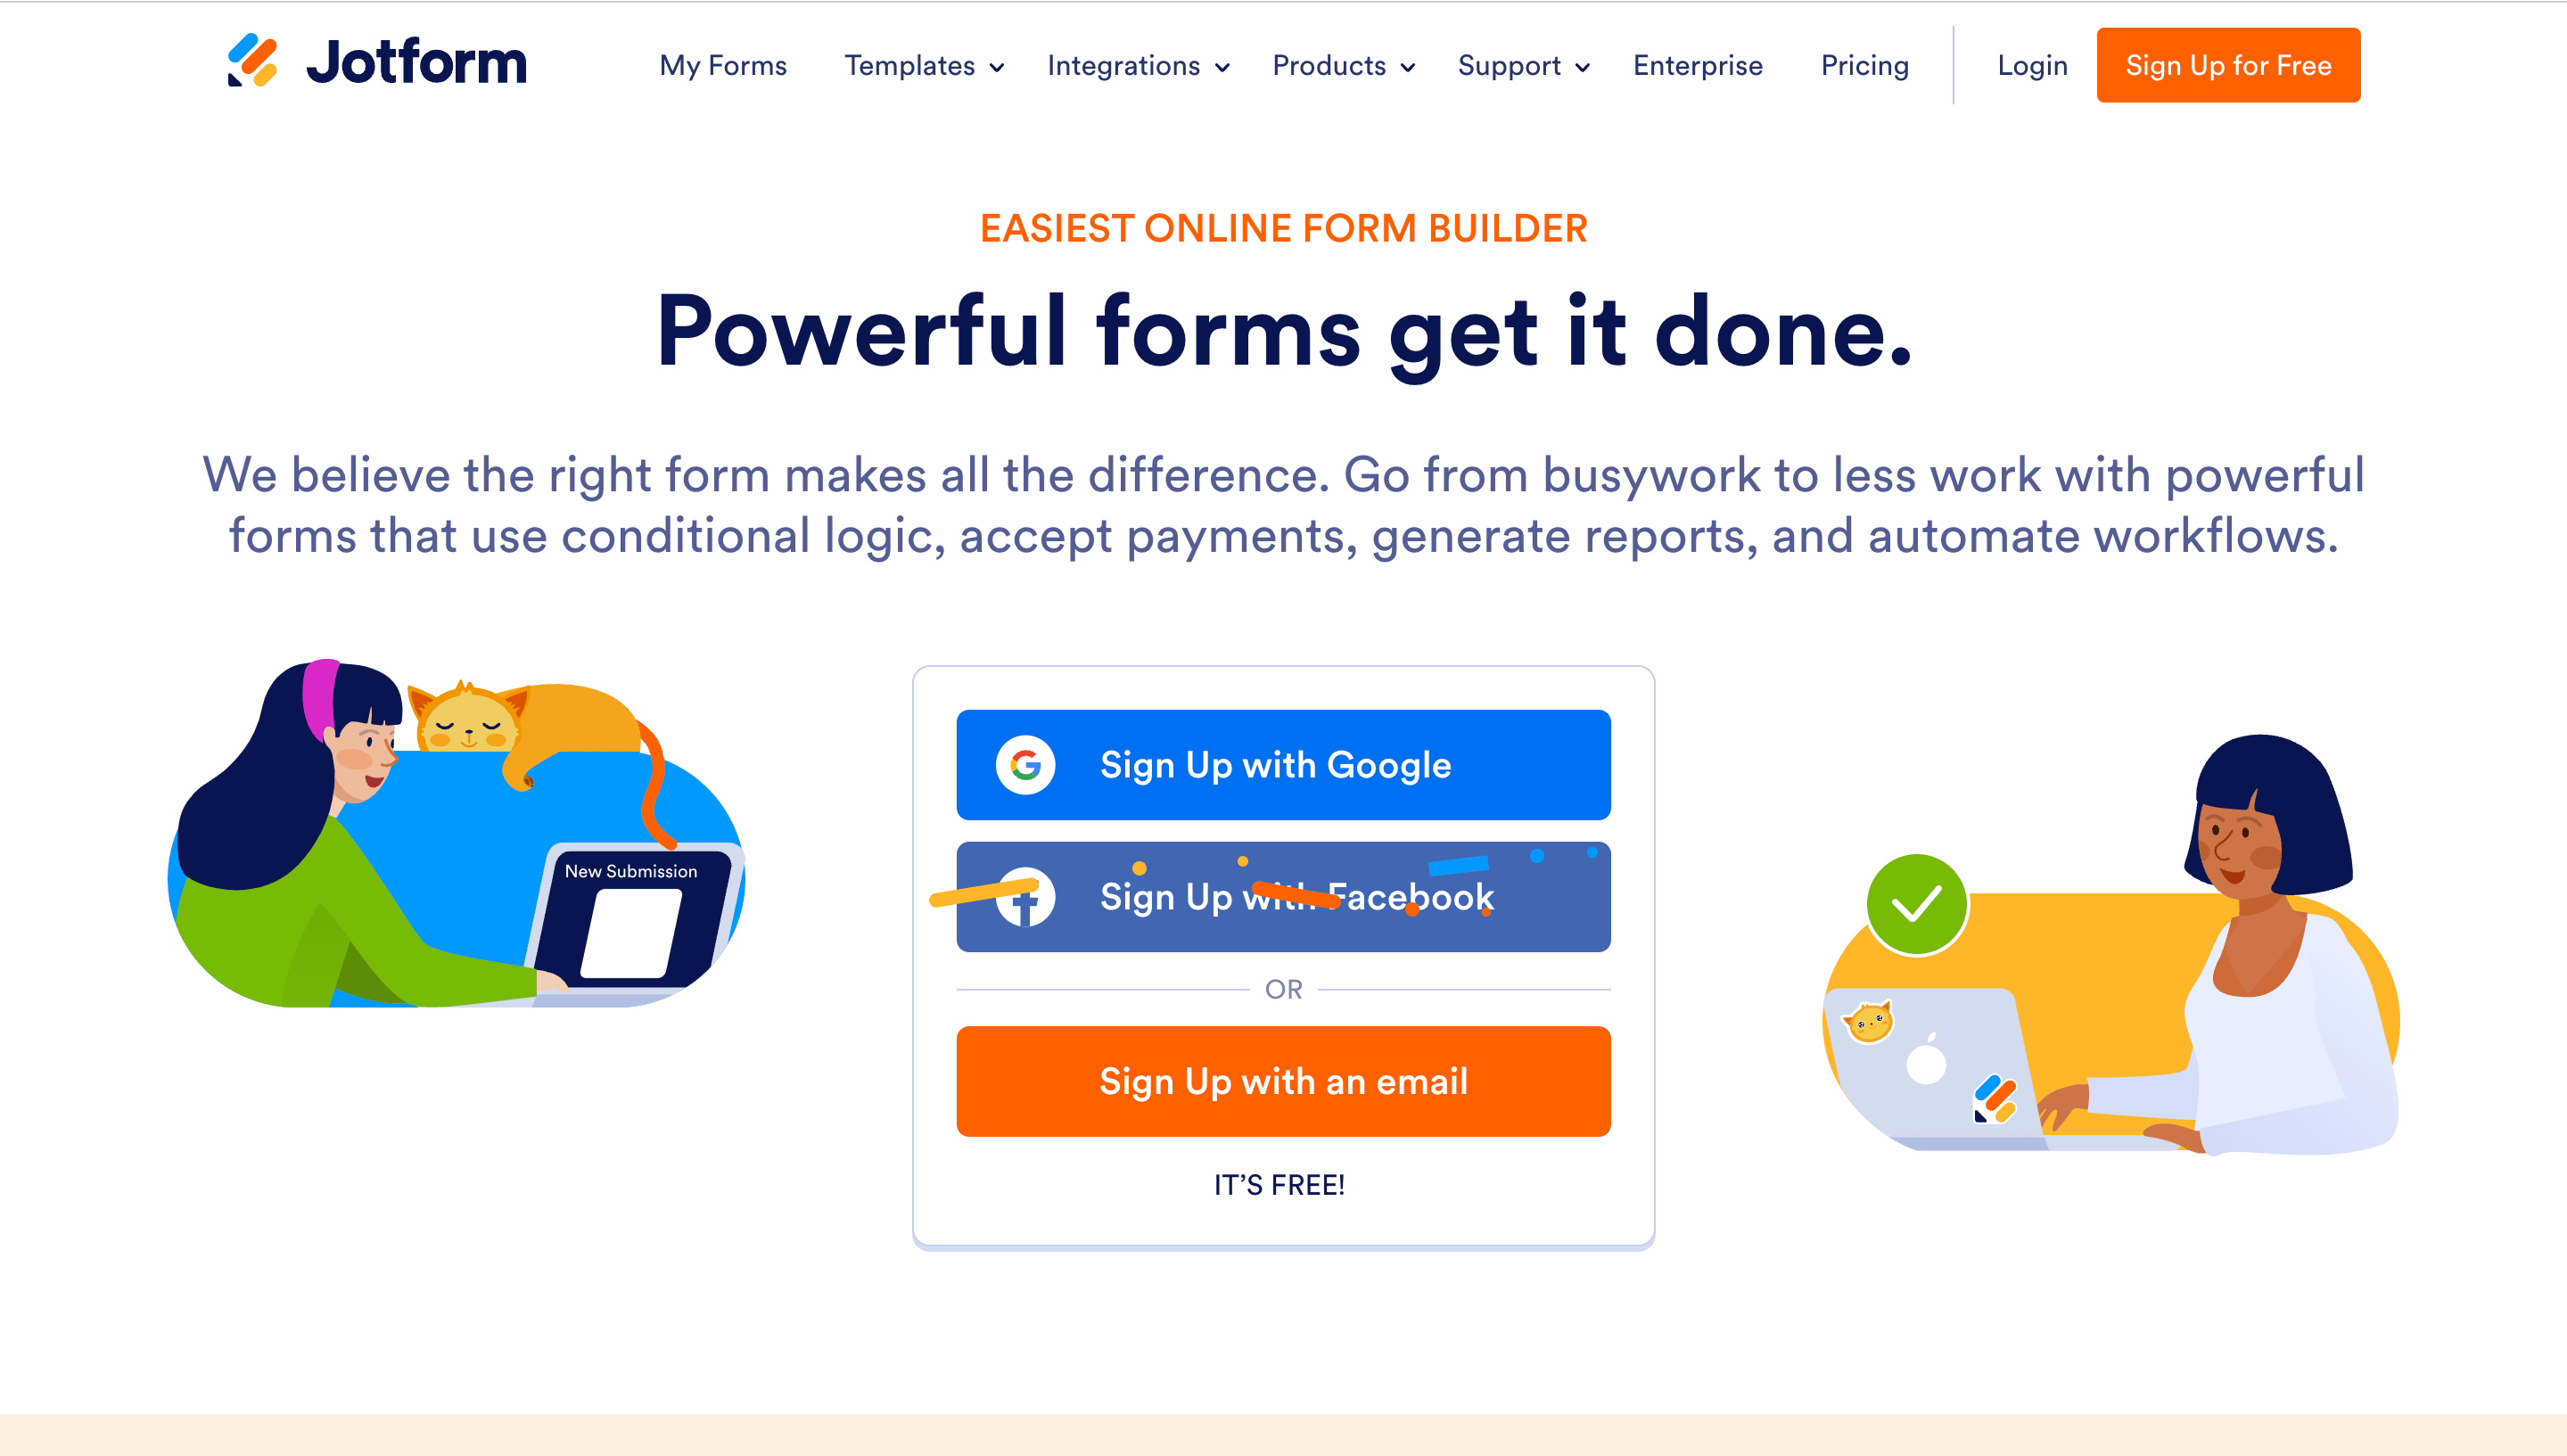 Jotform
My Forms Templates Integrations Products Support Enterprise Pricing Login Sign Up for Free
EASIEST ONLINE FORM BUILDER
Powerful forms get it done.
We believe the right form makes all the difference. Go from busywork to less work with powerful
forms that use conditional logic, accept payments, generate reports, and automate workflows.
New Submission
Sign Up with Google
Sign Up with Facebook
OR
Sign Up with an email
IT’S FREE!